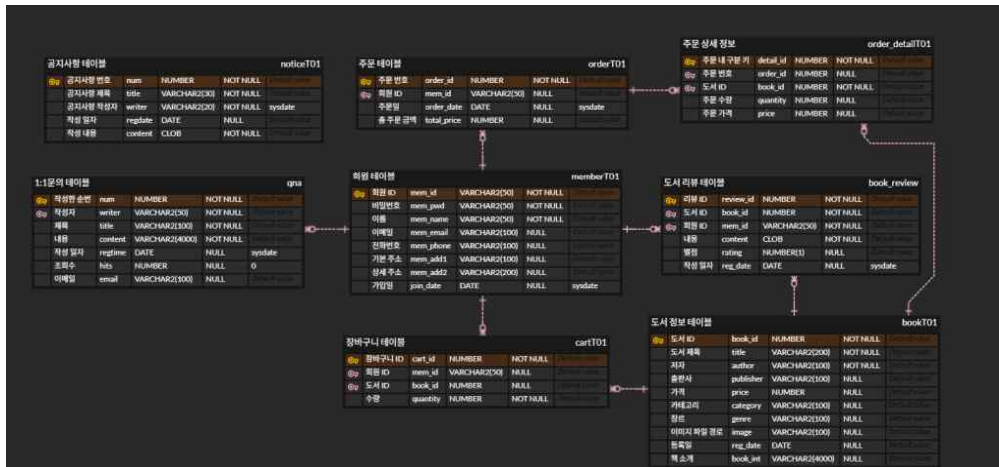 공지사항 테이블 noticeT01
공지사항 번호 num NUMBER NOT NULL
공지사항 제목 title VARCHAR2(30) NOT NULL
공지사항 작성자 writer VARCHAR2(20) NOT NULL sysdate
작성 일자 regdate DATE NULL
작성 내용 content CLOB NOT NULL
주문 테이블 orderT01
주문 번호 order_id NUMBER NOT NULL
회원 ID mem_id VARCHAR2(50) NULL
주문일 order_date DATE NULL sysdate
총 주문 금액 total_price NUMBER NULL
주문 상세 정보 order_detailT01
주문 내 구분 키 detail_id NUMBER NOT NULL
주문 번호 order_id NUMBER NULL
도서 ID book_id NUMBER NOT NULL
주문 수량 quantity NUMBER NULL
주문 가격 price NUMBER NULL
1:1문의 테이블 qna
작성한 순번 num NUMBER NOT NULL
작성자 writer VARCHAR2(50) NOT NULL
제목 title VARCHAR2(100) NOT NULL
내용 content VARCHAR2(4000) NOT NULL
작성 일자 regtime DATE NULL sysdate
조회수 hits NUMBER NULL 0
이메일 email VARCHAR2(100) NULL
회원 테이블 memberT01
회원 ID mem_id VARCHAR2(50) NOT NULL
비밀번호 mem_pwd VARCHAR2(50) NOT NULL
이름 mem_name VARCHAR2(50) NOT NULL
이메일 mem_email VARCHAR2(100) NULL
전화번호 mem_phone VARCHAR2(100) NULL
기본 주소 mem_add1 VARCHAR2(100) NULL
상세 주소 mem_add2 VARCHAR2(200) NULL
가입일 join_date DATE NULL sysdate
도서 리뷰 테이블 book_review
리뷰 ID review_id NUMBER NOT NULL
도서 ID book_id NUMBER NOT NULL
회원 ID mem_id VARCHAR2(50) NOT NULL
내용 content CLOB NOT NULL
별점 rating NUMBER(1) NULL
작성 일자 reg_date DATE NULL sysdate
장바구니 테이블 cartT01
장바구니 ID cart_id NUMBER NOT NULL
회원 ID mem_id VARCHAR2(50) NULL
도서 ID book_id NUMBER NULL
수량 quantity NUMBER NOT NULL
도서 정보 테이블 bookT01
도서 ID book_id NUMBER NOT NULL
도서 제목 title VARCHAR2(200) NOT NULL
저자 author VARCHAR2(100) NOT NULL
출판사 publisher VARCHAR2(100) NULL
가격 price NUMBER NULL
카테고리 category VARCHAR2(100) NULL
장르 genre VARCHAR2(100) NULL
이미지 파일 경로 image VARCHAR2(100) NULL
등록일 reg_date DATE NULL
책 소개 book_int VARCHAR2(4000) NULL